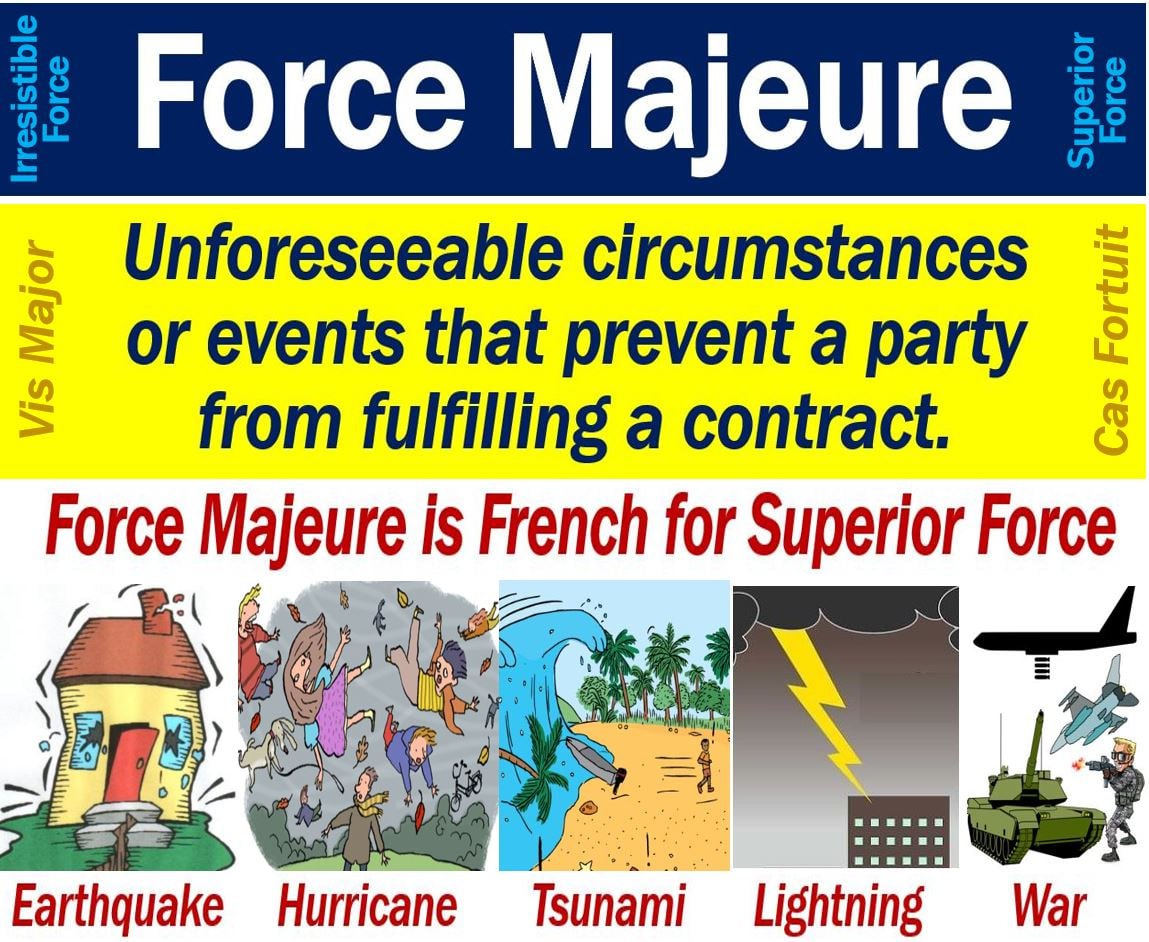 Irresistible
Force
Force Majeure
Superior
Force
Vis Major
Unforeseeable circumstances
or events that prevent a party
from fulfilling a contract.
Cas Fortuit
Force Majeure is French for Superior Force
Earthquake
Hurricane
Tsunami
Lightning
War